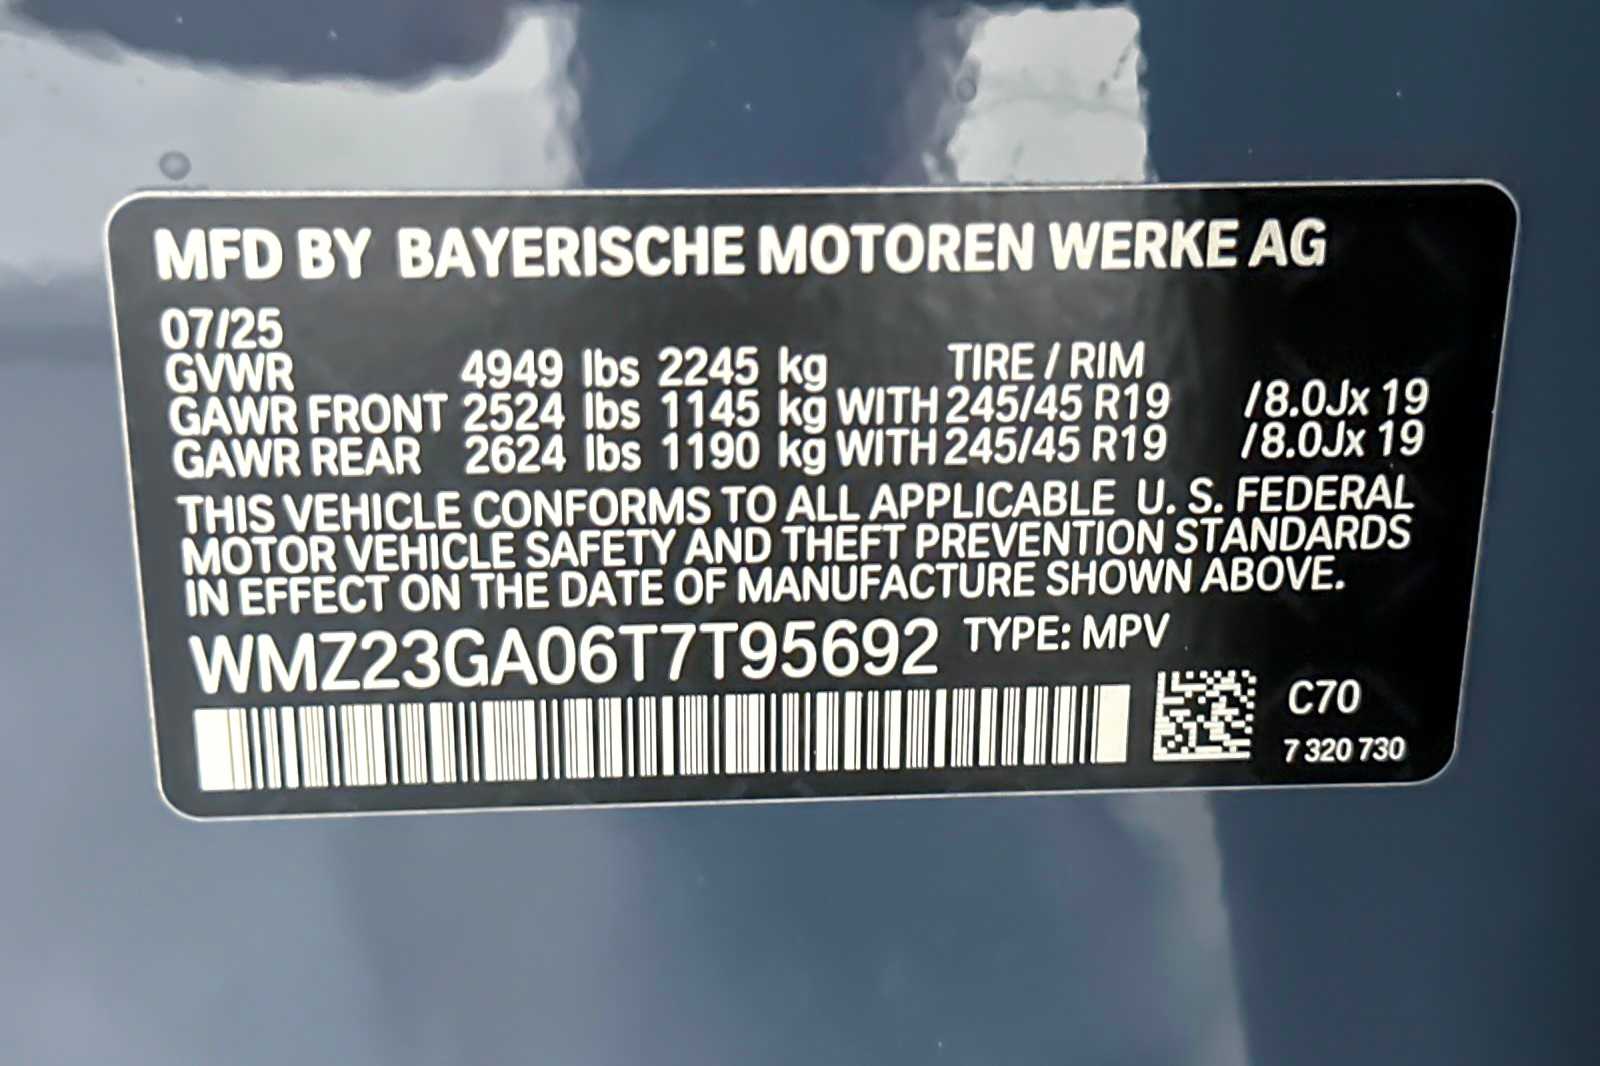 MFD BY BAYERISCHE MOTOREN WERKE AG
07/25
GVWR 4949 lbs 2245 kg TIRE / RIM
GAWR FRONT 2524 lbs 1145 kg WITH 245/45 R19 /8.0Jx 19
GAWR REAR 2624 lbs 1190 kg WITH 245/45 R19 /8.0Jx 19
THIS VEHICLE CONFORMS TO ALL APPLICABLE U. S. FEDERAL
MOTOR VEHICLE SAFETY AND THEFT PREVENTION STANDARDS
IN EFFECT ON THE DATE OF MANUFACTURE SHOWN ABOVE.
WMZ23GA06T7T95692 TYPE: MPV
C70
7 320 730